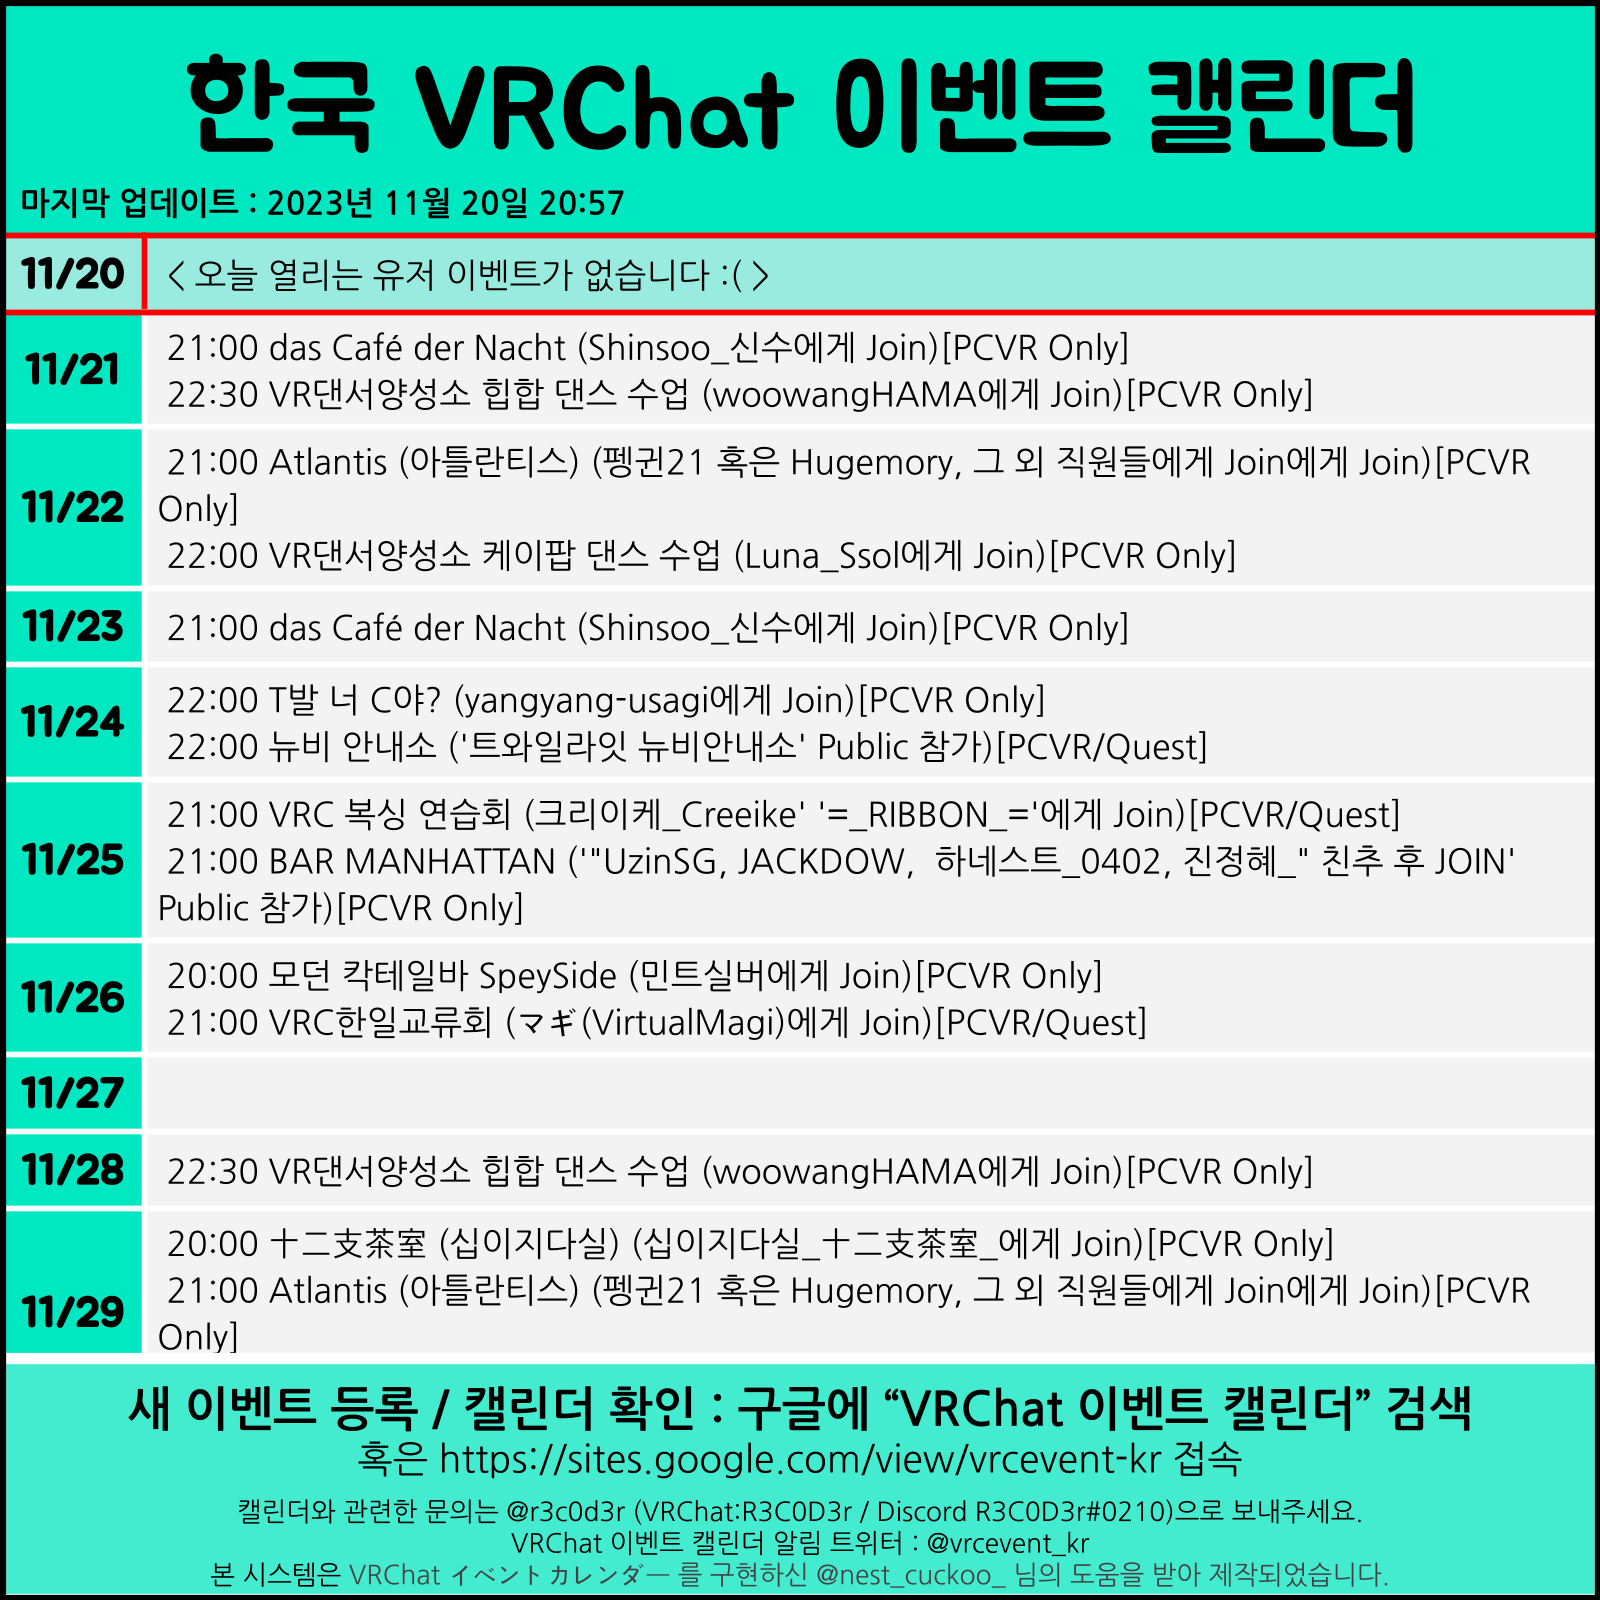 한국 VRChat 이벤트 캘린더
마지막 업데이트 : 2023년 11월 20일 20:57
11/20 < 오늘 열리는 유저 이벤트가 없습니다 :( >
11/21
21:00 das Café der Nacht (Shinsoo_신수에게 Join)[PCVR Only]
22:30 VR댄서양성소 힙합 댄스 수업 (woowangHAMA에게 Join)[PCVR Only]
11/22
21:00 Atlantis (아틀란티스) (펭귄21 혹은 Hugemory, 그 외 직원들에게 Join에게 Join)[PCVR
Only]
22:00 VR댄서양성소 케이팝 댄스 수업 (Luna_Ssol에게 Join)[PCVR Only]
11/23 21:00 das Café der Nacht (Shinsoo_신수에게 Join)[PCVR Only]
11/24
22:00 T발 너 C야? (yangyang-usagi에게 Join)[PCVR Only]
22:00 뉴비 안내소 ('트와일라잇 뉴비안내소' Public 참가)[PCVR/Quest]
11/25
21:00 VRC 복싱 연습회 (크리이케_Creeike' '=_RIBBON_='에게 Join)[PCVR/Quest]
21:00 BAR MANHATTAN ('"UzinSG, JACKDOW,  하네스트_0402, 진정혜_" 친추 후 JOIN'
Public 참가)[PCVR Only]
11/26
20:00 모던 칵테일바 SpeySide (민트실버에게 Join)[PCVR Only]
21:00 VRC한일교류회 (マギ(VirtualMagi)에게 Join)[PCVR/Quest]
11/27
11/28 22:30 VR댄서양성소 힙합 댄스 수업 (woowangHAMA에게 Join)[PCVR Only]
11/29
20:00 十二支茶室 (십이지다실) (십이지다실_十二支茶室_에게 Join)[PCVR Only]
21:00 Atlantis (아틀란티스) (펭귄21 혹은 Hugemory, 그 외 직원들에게 Join에게 Join)[PCVR
Only]
새 이벤트 등록 / 캘린더 확인 : 구글에 “VRChat 이벤트 캘린더” 검색
혹은 https://sites.google.com/view/vrcevent-kr 접속
캘린더와 관련한 문의는 @r3c0d3r (VRChat:R3C0D3r / Discord R3C0D3r#0210)으로 보내주세요.
VRChat 이벤트 캘린더 알림 트위터 : @vrcevent_kr
본 시스템은 VRChat イベントカレンダー 를 구현하신 @nest_cuckoo_ 님의 도움을 받아 제작되었습니다.